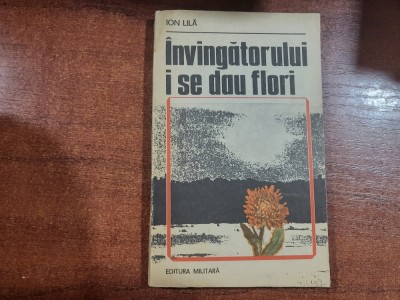 ION LILĂ
Învingătorului
i se dau flori
EDITURA MILITARĂ